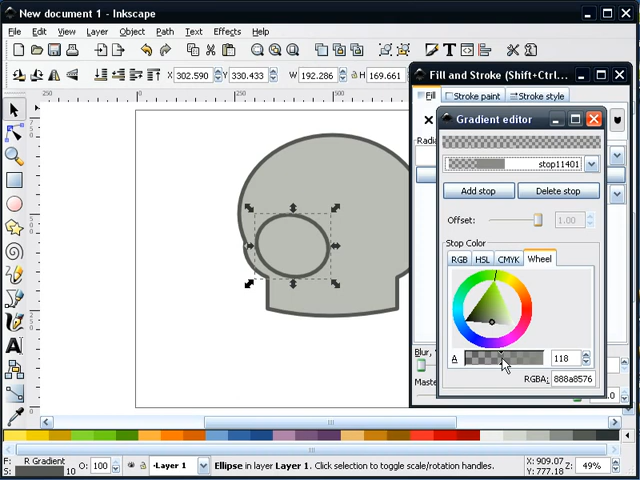 New document 1 - Inkscape
File Edit View Layer Object Path Text Effects Help
X 302.590 Y 330.433 W 192.286 H 169.661
Fill and Stroke (Shift+Ctrl...
Fill Stroke paint Stroke style
Gradient editor
stop11401
Add stop Delete stop
Offset: 1.00
Stop Color
RGB HSL CMYK Wheel
A 118
RGBA: 888a8576
Blur,
Master
F: R Gradient
S: 10 O: 100 Layer 1 Ellipse in layer Layer 1. Click selection to toggle scale/rotation handles. X: 909.07 Y: 777.18 Z: 49%